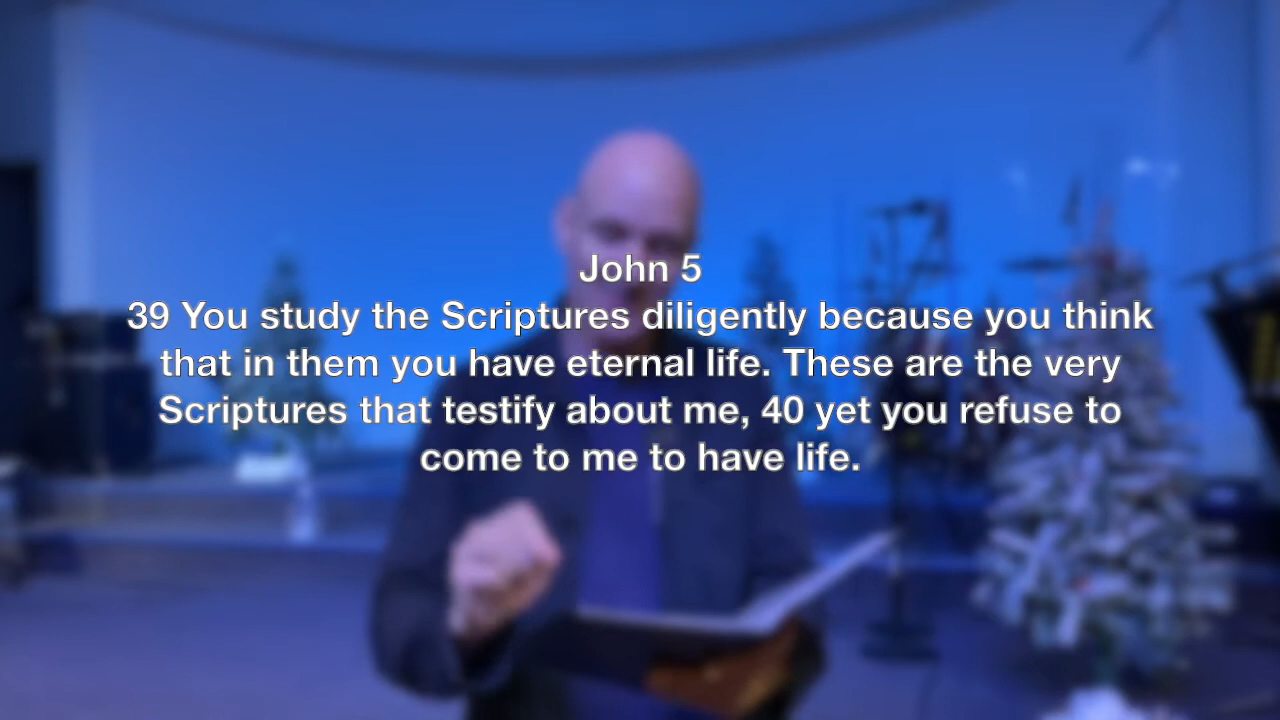 John 5
39 You study the Scriptures diligently because you think
that in them you have eternal life. These are the very
Scriptures that testify about me, 40 yet you refuse to
come to me to have life.